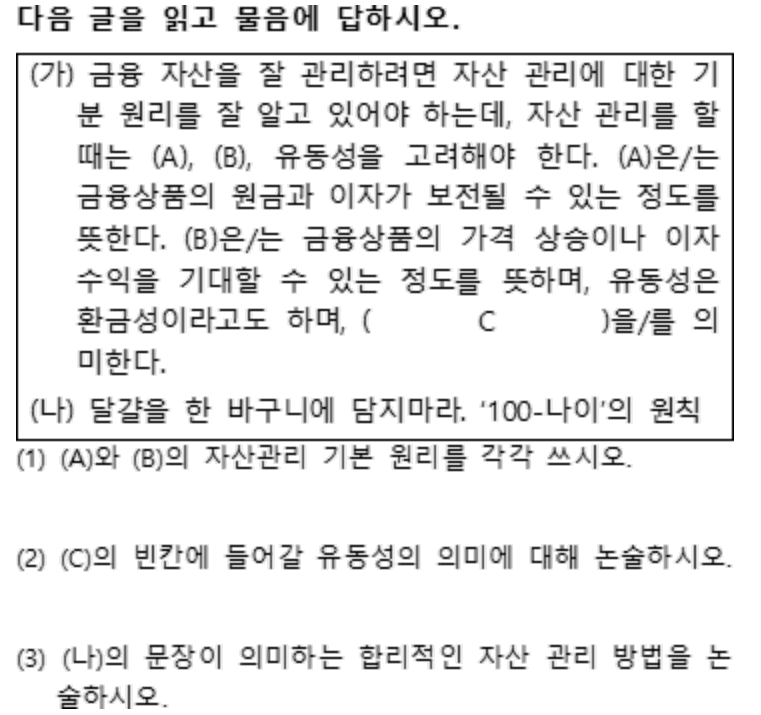 다음 글을 읽고 물음에 답하시오.
(가) 금융 자산을 잘 관리하려면 자산 관리에 대한 기
분 원리를 잘 알고 있어야 하는데, 자산 관리를 할
때는 (A), (B), 유동성을 고려해야 한다. (A)은/는
금융상품의 원금과 이자가 보전될 수 있는 정도를
뜻한다. (B)은/는 금융상품의 가격 상승이나 이자
수익을 기대할 수 있는 정도를 뜻하며, 유동성은
환금성이라고도 하며, ( C )을/를 의
미한다.
(나) 달걀을 한 바구니에 담지마라. ‘100-나이’의 원칙
(1) (A)와 (B)의 자산관리 기본 원리를 각각 쓰시오.
(2) (C)의 빈칸에 들어갈 유동성의 의미에 대해 논술하시오.
(3) (나)의 문장이 의미하는 합리적인 자산 관리 방법을 논
술하시오.